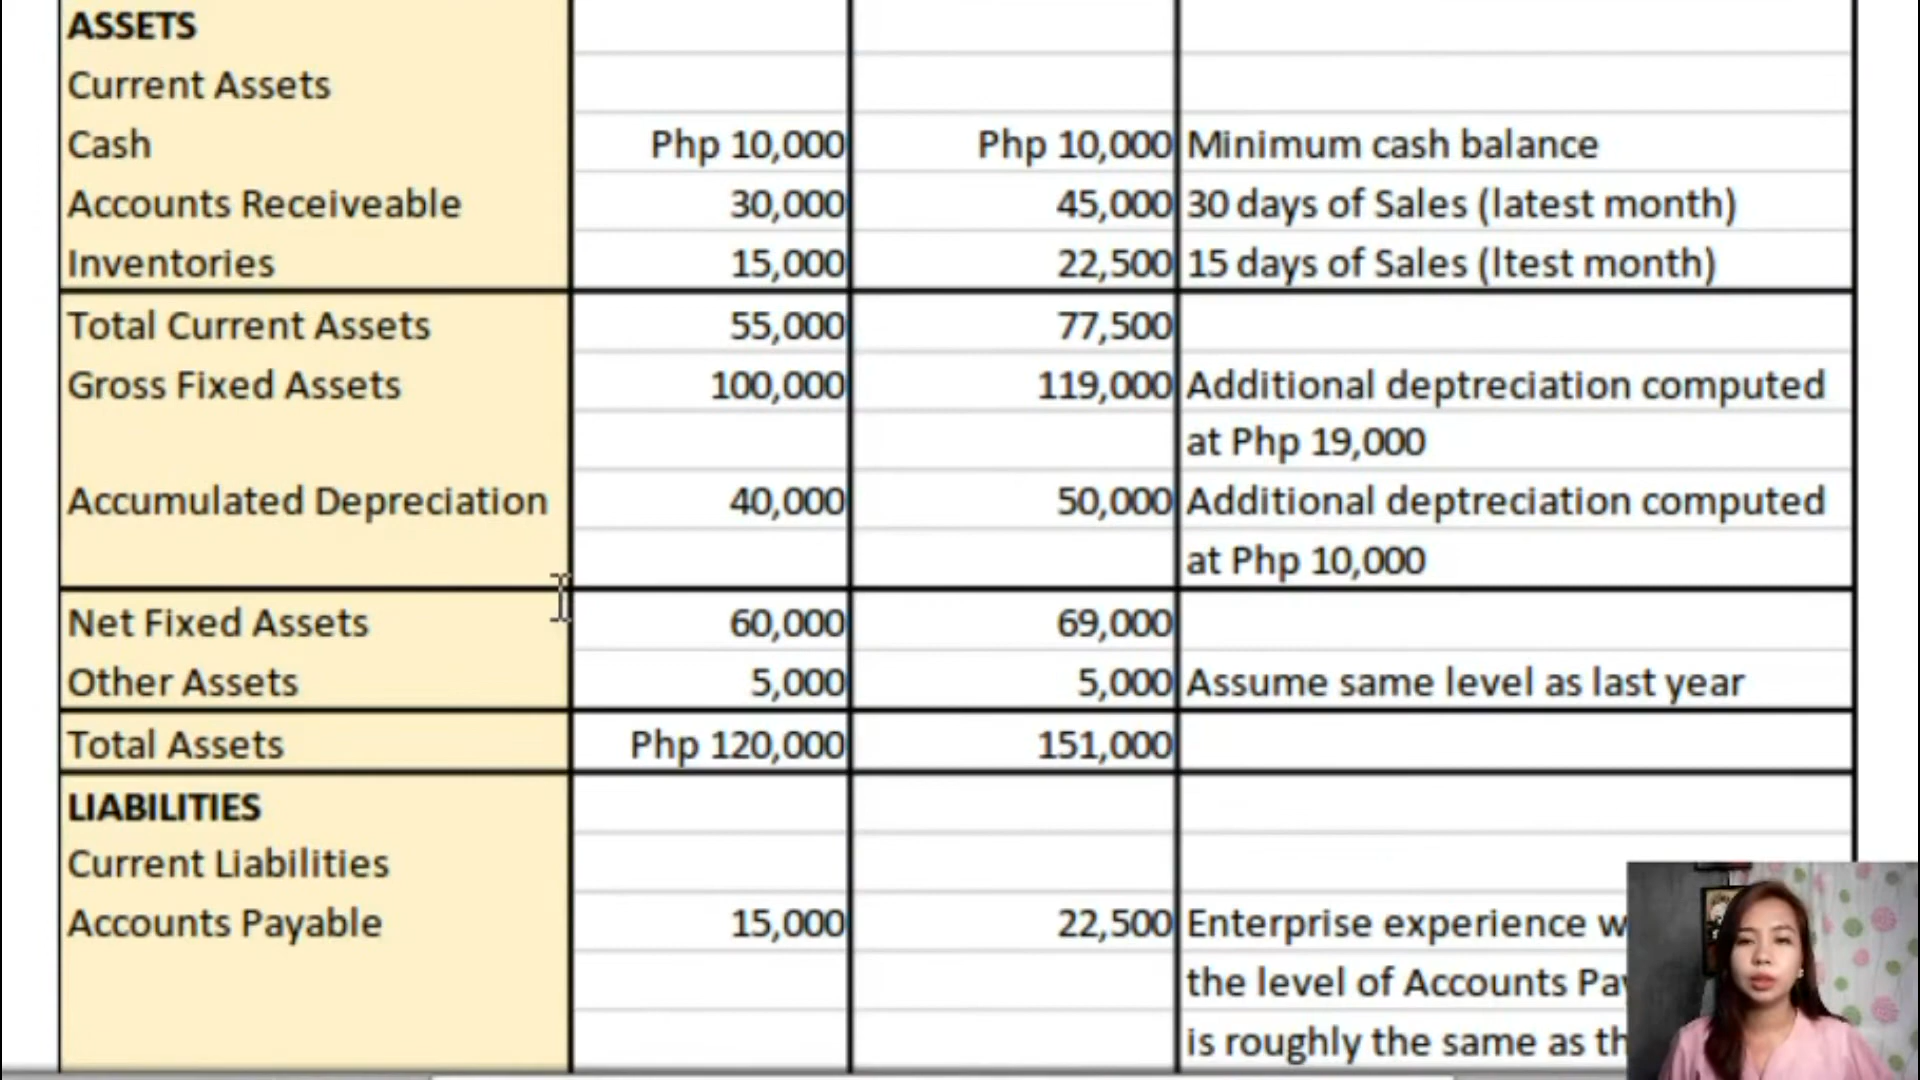 ASSETS
Current Assets
Cash Php 10,000 Php 10,000 Minimum cash balance
Accounts Receiveable 30,000 45,000 30 days of Sales (latest month)
Inventories 15,000 22,500 15 days of Sales (ltest month)
Total Current Assets 55,000 77,500
Gross Fixed Assets 100,000 119,000 Additional deptreciation computed
at Php 19,000
Accumulated Depreciation 40,000 50,000 Additional deptreciation computed
at Php 10,000
Net Fixed Assets 60,000 69,000
Other Assets 5,000 5,000 Assume same level as last year
Total Assets Php 120,000 151,000
LIABILITIES
Current Liabilities
Accounts Payable 15,000 22,500 Enterprise experience
the level of Accounts
is roughly the same as